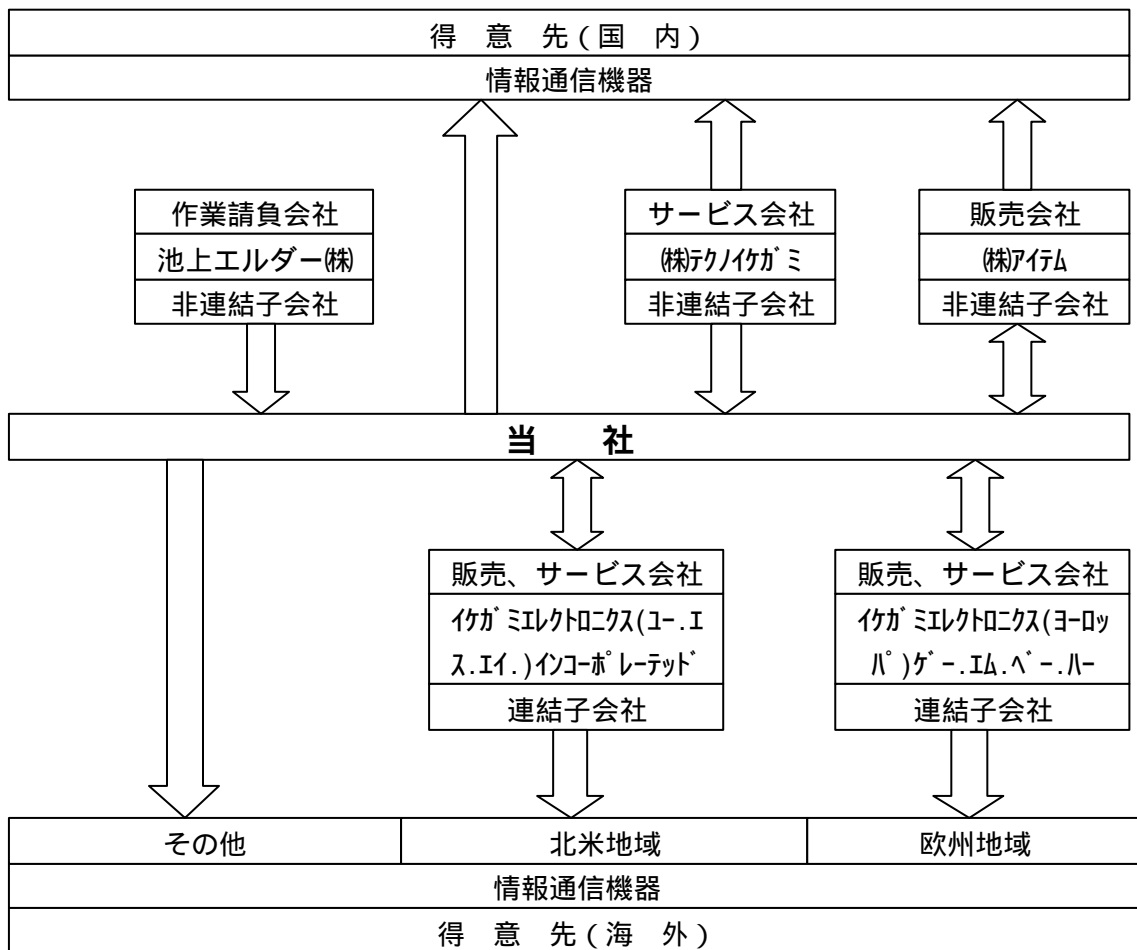 得　意　先(国　内)
情報通信機器
作業請負会社
池上エルダー㈱
非連結子会社
サービス会社
㈱ﾃｸﾉｲｹｶﾞﾐ
非連結子会社
販売会社
㈱ｱｲﾃﾑ
非連結子会社
当　　社
販売、サービス会社
ｲｹｶﾞﾐｴﾚｸﾄﾛﾆｸｽ(ﾕｰ.ｴ
ｽ.ｴｲ.)ｲﾝｺｰﾎﾟﾚｰﾃｯﾄﾞ
連結子会社
販売、サービス会社
ｲｹｶﾞﾐｴﾚｸﾄﾛﾆｸｽ(ﾖｰﾛｯ
ﾊﾟ)ｹﾞｰ.ｴﾑ.ﾍﾞｰ.ﾊｰ
連結子会社
その他
北米地域
欧州地域
情報通信機器
得　意　先(海　外)